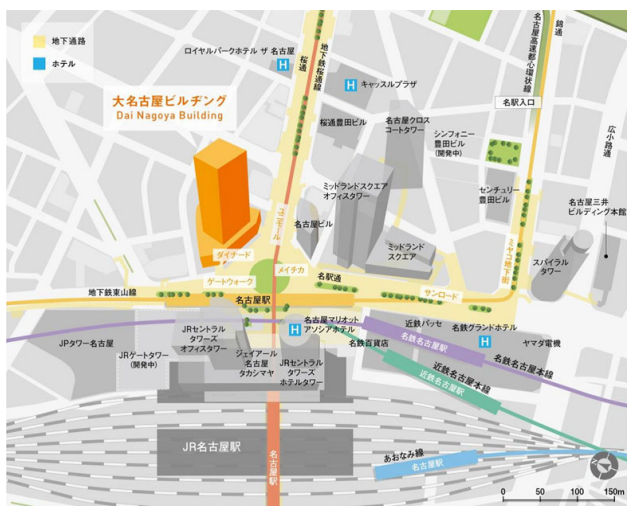 地下通路
ホテル
ロイヤルパークホテル ザ 名古屋
H
桜通
地下鉄桜通線
H
キャッスルプラザ
名古屋高速都心環状線
錦通
名駅入口
広小路通
大名古屋ビルヂング
Dai Nagoya Building
桜通豊田ビル
名古屋クロス
コートタワー
シンフォニー
豊田ビル
(開発中)
ミッドランドスクエア
オフィスタワー
センチュリー
豊田ビル
名古屋三井
ビルディング本館
ユニモール
名古屋ビル
ミッドランド
スクエア
ミヤコ地下街
スパイラル
タワー
ダイナード
ゲートウォーク
メイチカ
名駅通
サンロード
地下鉄東山線
名古屋駅
JPタワー名古屋
JRゲートタワー
(開発中)
JRセントラル
タワーズ
オフィスタワー
ジェイアール
名古屋
タカシマヤ
H
名古屋マリオット
アソシアホテル
JRセントラル
タワーズ
ホテルタワー
名鉄百貨店
近鉄パッセ
名鉄グランドホテル
H
ヤマダ電機
名鉄名古屋駅
名鉄名古屋本線
近鉄名古屋駅
近鉄名古屋本線
JR名古屋駅
名古屋駅
あおなみ線
名古屋駅
0 50 100 150m